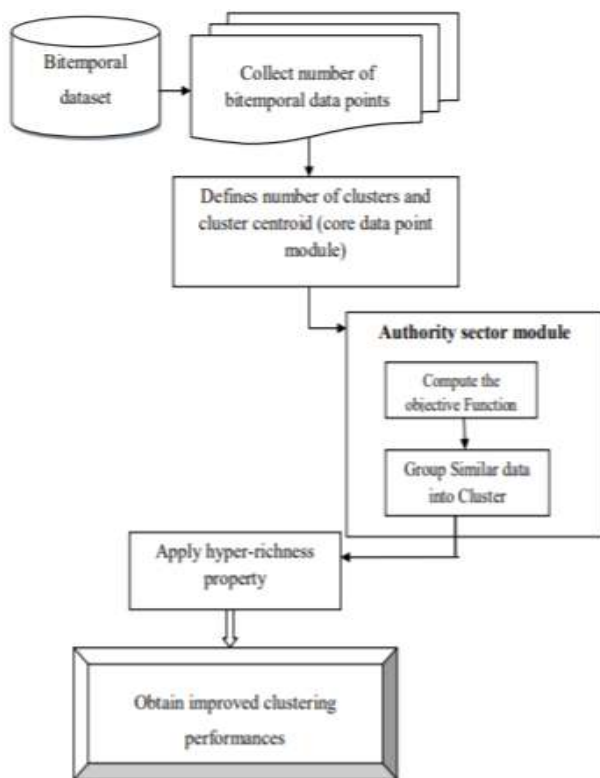 Bitemporal
dataset
Collect number of
bitemporal data points
Defines number of clusters and
cluster centroid (core data point
module)
Authority sector module
Compute the
objective Function
Group Similar data
into Cluster
Apply hyper-richness
property
Obtain improved clustering
performances